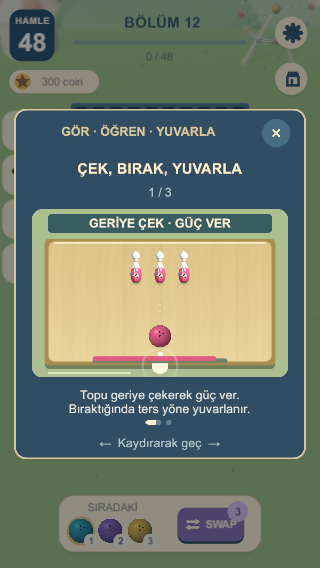 HAMLE
48
BÖLÜM 12
0 / 48
300 coin
GÖR · ÖĞREN · YUVARLA
×
ÇEK, BIRAK, YUVARLA
1 / 3
GERİYE ÇEK · GÜÇ VER
Topu geriye çekerek güç ver.
Bıraktığında ters yöne yuvarlanır.
← Kaydırarak geç →
SIRADAKİ
1
2
3
SWAP
3